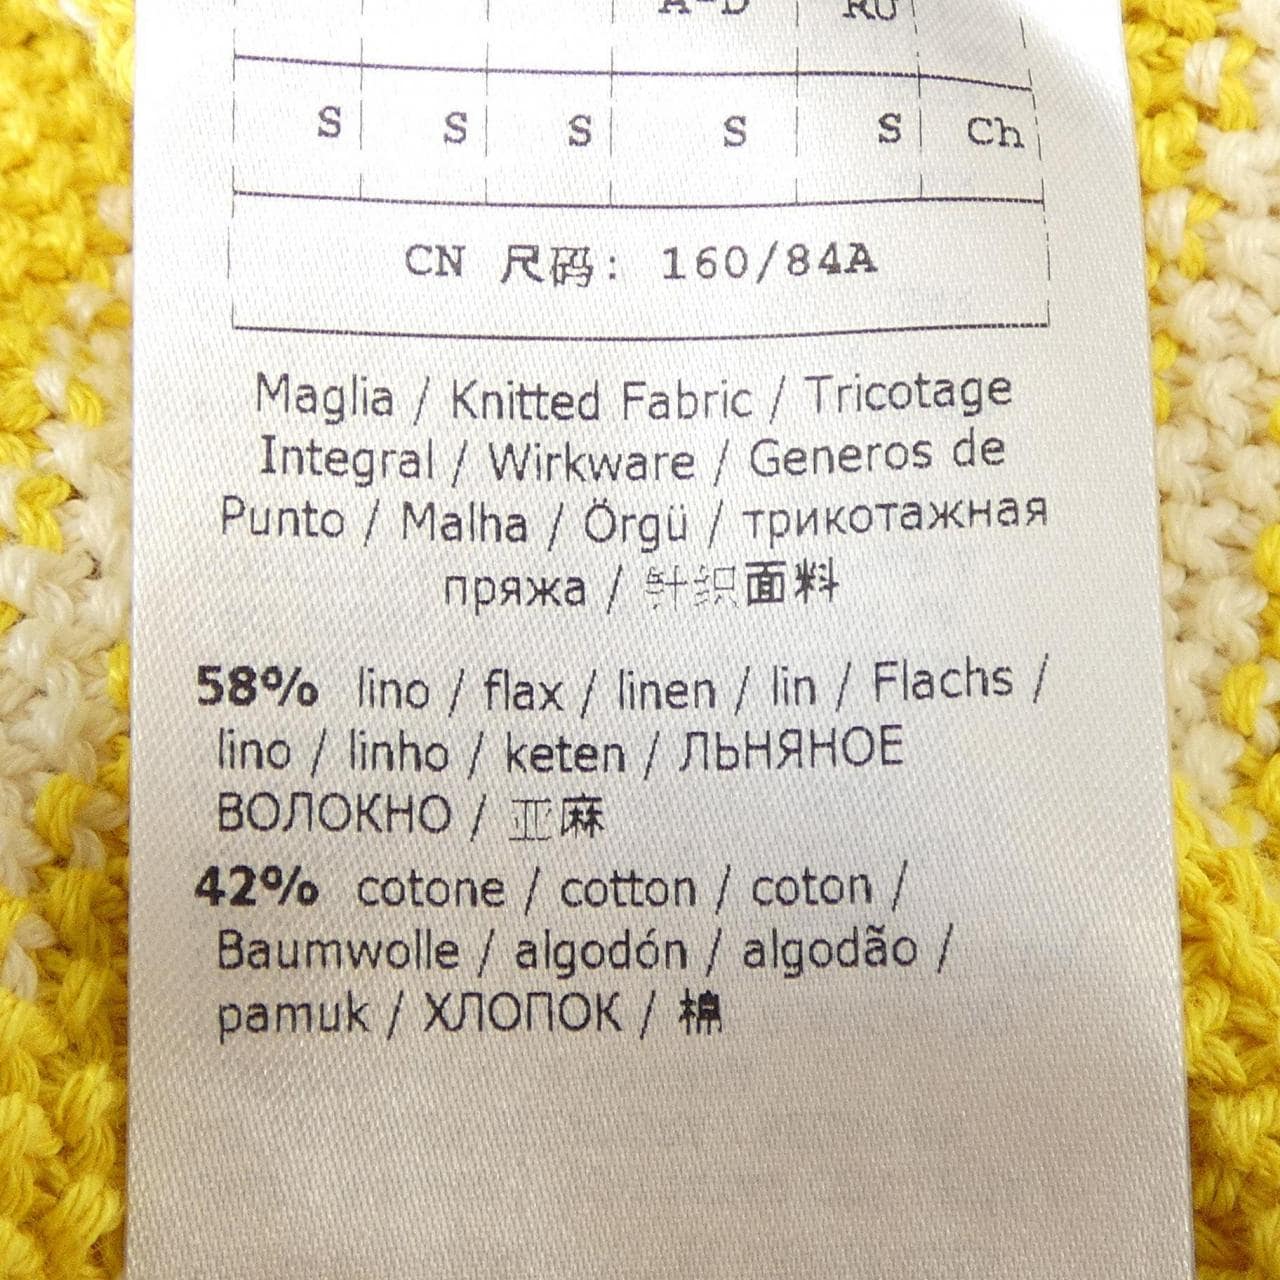 A-D RU
S S S S S Ch
CN 尺码: 160/84A
Maglia / Knitted Fabric / Tricotage
Integral / Wirkware / Generos de
Punto / Malha / Örgü / трикотажная
пряжа / 针织面料
58% lino / flax / linen / lin / Flachs /
lino / linho / keten / ЛЬНЯНОЕ
ВОЛОКНО / 亚麻
42% cotone / cotton / coton /
Baumwolle / algodón / algodão /
pamuk / ХЛОПОК / 棉